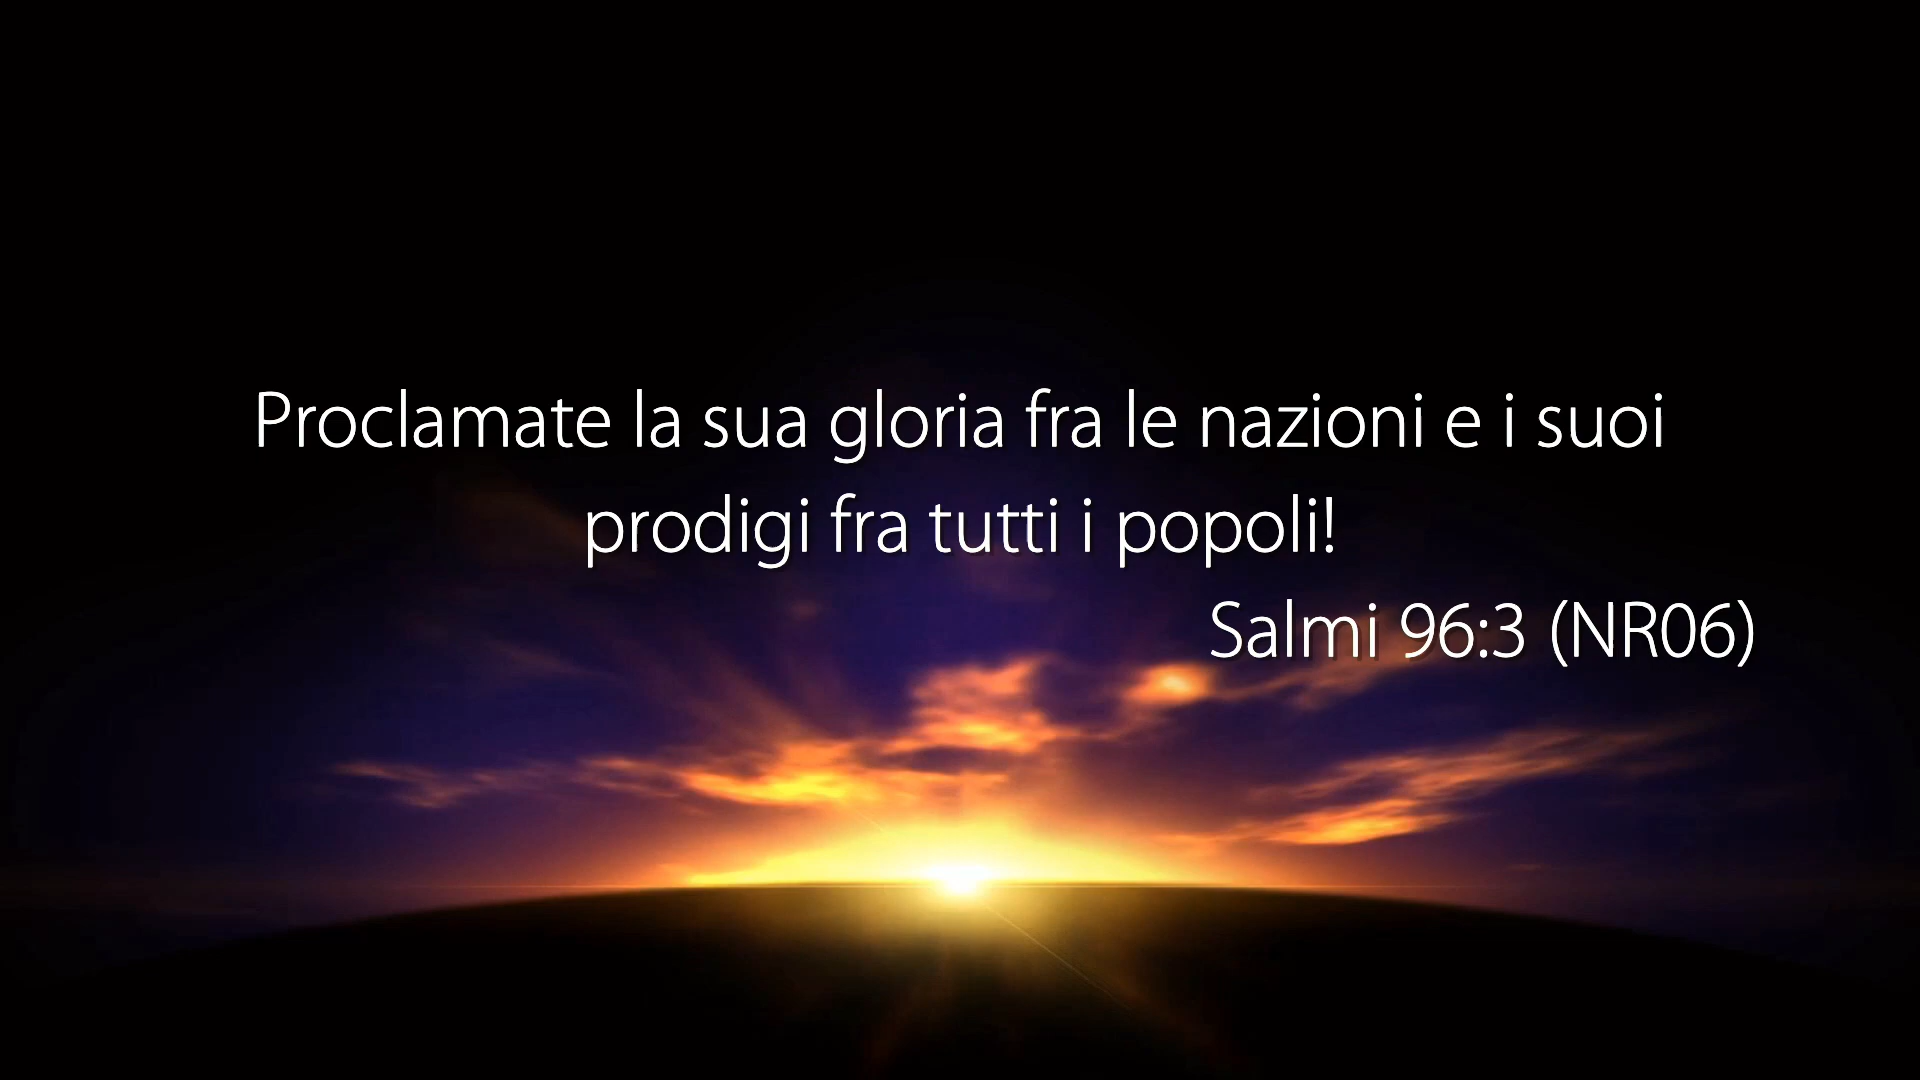 Proclamate la sua gloria fra le nazioni e i suoi
prodigi fra tutti i popoli!
Salmi 96:3 (NR06)